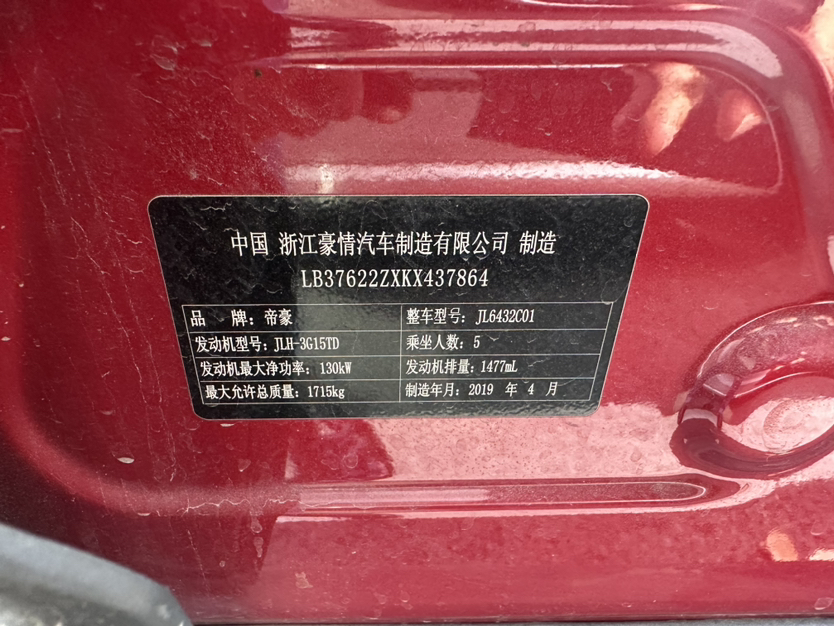 中国 浙江豪情汽车制造有限公司 制造
LB37622ZXKX437864
品 牌：帝豪 整车型号：JL6432C01
发动机型号：JLH-3G15TD 乘坐人数：5
发动机最大净功率：130kW 发动机排量：1477mL
最大允许总质量：1715kg 制造年月：2019 年 4 月